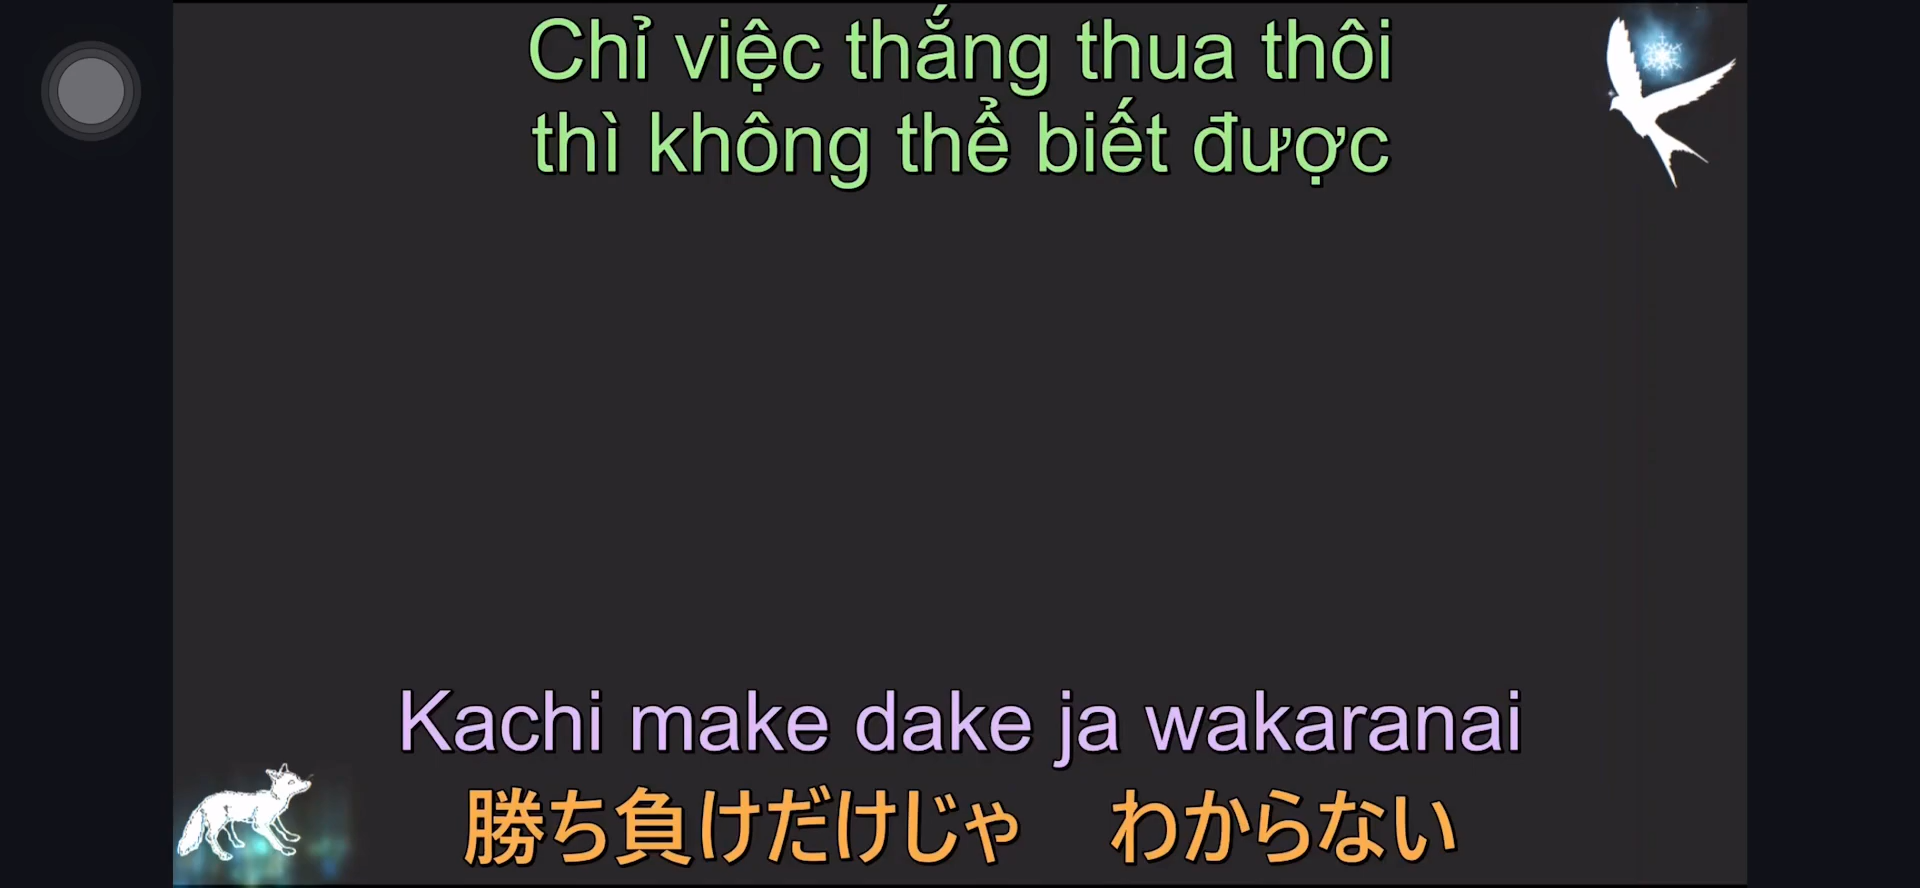 Chỉ việc thắng thua thôi
thì không thể biết được
Kachi make dake ja wakaranai
勝ち負けだけじゃ　わからない